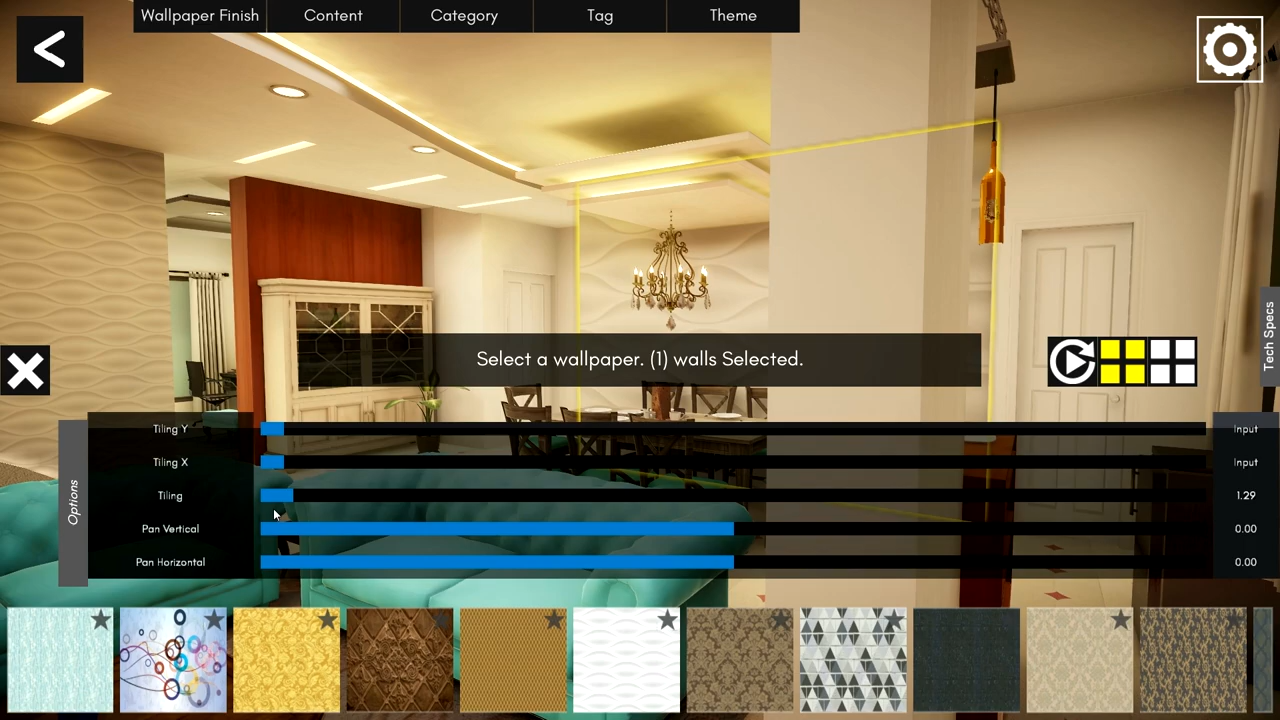 Wallpaper Finish
Content
Category
Tag
Theme
Tech Specs
Select a wallpaper. (1) walls Selected.
Options
Tiling Y
Input
Tiling X
Input
Tiling
1.29
Pan Vertical
0.00
Pan Horizontal
0.00